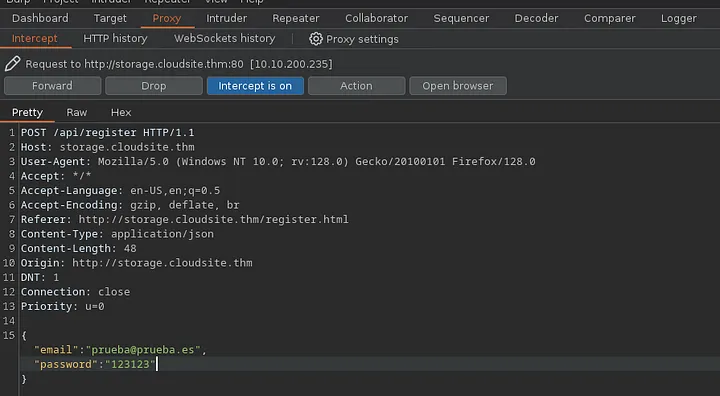 Burp Project Intruder Repeater View Help
Dashboard Target Proxy Intruder Repeater Collaborator Sequencer Decoder Comparer Logger
Intercept HTTP history WebSockets history Proxy settings
Request to http://storage.cloudsite.thm:80 [10.10.200.235]
Forward Drop Intercept is on Action Open browser
Pretty Raw Hex
1 POST /api/register HTTP/1.1
2 Host: storage.cloudsite.thm
3 User-Agent: Mozilla/5.0 (Windows NT 10.0; rv:128.0) Gecko/20100101 Firefox/128.0
4 Accept: */*
5 Accept-Language: en-US,en;q=0.5
6 Accept-Encoding: gzip, deflate, br
7 Referer: http://storage.cloudsite.thm/register.html
8 Content-Type: application/json
9 Content-Length: 48
10 Origin: http://storage.cloudsite.thm
11 DNT: 1
12 Connection: close
13 Priority: u=0
14
15 {
"email":"prueba@prueba.es",
"password":"123123"
}